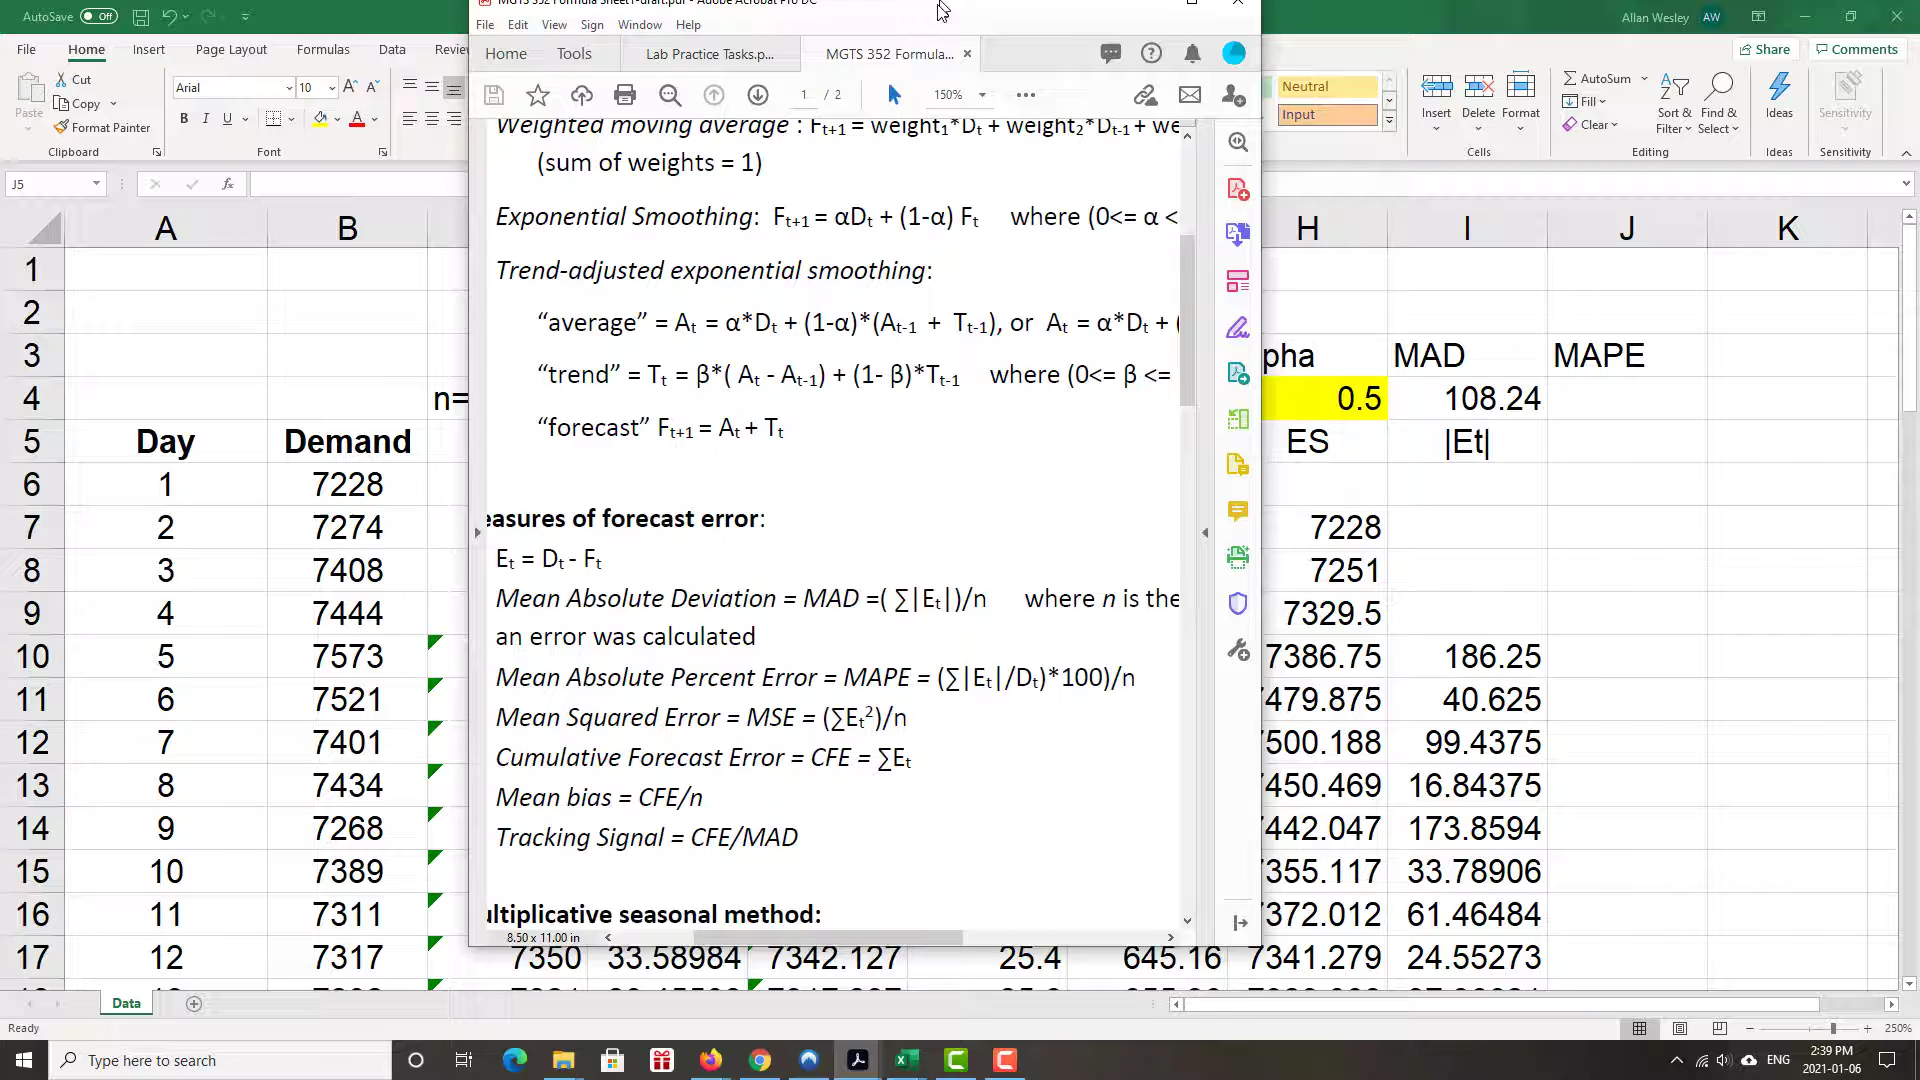 AutoSave Off
Allan Wesley AW
MGTS 352 Formula Sheet1-draft.pdf - Adobe Acrobat Pro DC
File Edit View Sign Window Help
File Home Insert Page Layout Formulas Data
Share Comments
Home Tools Lab Practice Tasks.p... MGTS 352 Formula... ×
1 / 2 150%
Paste Cut Copy Format Painter
Arial 10
B I U
Clipboard Font
Neutral
Input
Insert Delete Format
Cells
AutoSum Fill Clear
Sort & Filter Find & Select
Editing
Ideas
Ideas
Sensitivity
Sensitivity
J5 fx
Weighted moving average : Ft+1 = weight1*Dt + weight2*Dt-1 + we
(sum of weights = 1)
Exponential Smoothing: Ft+1 = αDt + (1-α) Ft where (0<= α <
Trend-adjusted exponential smoothing:
“average” = At = α*Dt + (1-α)*(At-1 + Tt-1), or At = α*Dt + (
“trend” = Tt = β*( At - At-1) + (1- β)*Tt-1 where (0<= β <=
“forecast” Ft+1 = At + Tt
easures of forecast error:
Et = Dt - Ft
Mean Absolute Deviation = MAD =( ∑|Et|)/n where n is the
an error was calculated
Mean Absolute Percent Error = MAPE = (∑|Et|/Dt)*100)/n
Mean Squared Error = MSE = (∑Et²)/n
Cumulative Forecast Error = CFE = ∑Et
Mean bias = CFE/n
Tracking Signal = CFE/MAD
ultiplicative seasonal method:
8.50 x 11.00 in
A B H I J K
1
2
3 pha MAD MAPE
4 n= 0.5 108.24
5 Day Demand ES |Et|
6 1 7228
7 2 7274 7228
8 3 7408 7251
9 4 7444 7329.5
10 5 7573 7386.75 186.25
11 6 7521 7479.875 40.625
12 7 7401 7500.188 99.4375
13 8 7434 7450.469 16.84375
14 9 7268 7442.047 173.8594
15 10 7389 7355.117 33.78906
16 11 7311 7372.012 61.46484
17 12 7317 7350 33.58984 7342.127 25.4 645.16 7341.279 24.55273
Data
Ready
250%
Type here to search
ENG
2:39 PM
2021-01-06